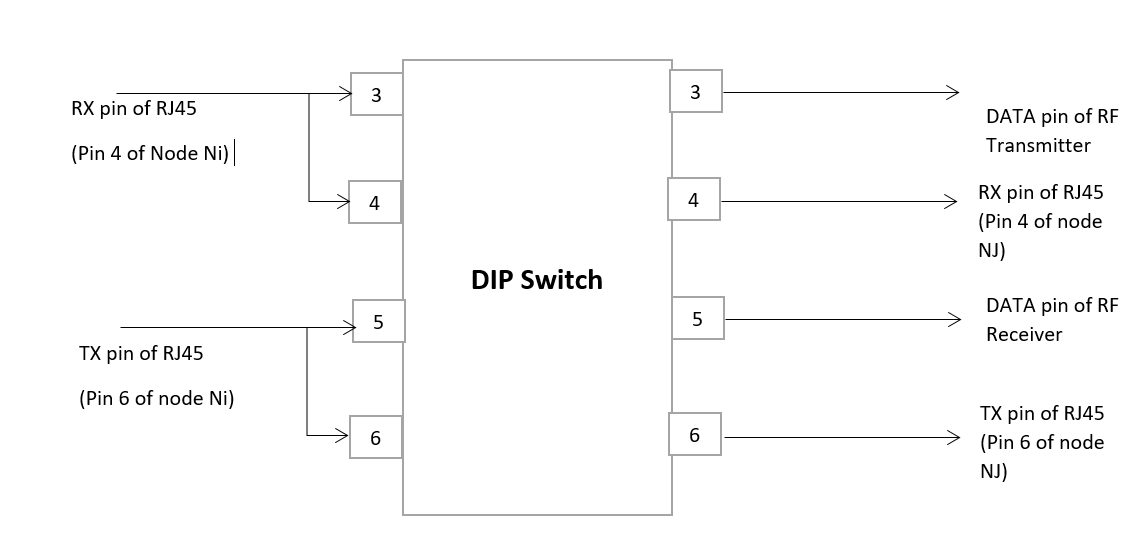 RX pin of RJ45
(Pin 4 of Node Ni)
3
4
TX pin of RJ45
(Pin 6 of node Ni)
5
6
DIP Switch
3
DATA pin of RF
Transmitter
4
RX pin of RJ45
(Pin 4 of node
NJ)
5
DATA pin of RF
Receiver
6
TX pin of RJ45
(Pin 6 of node
NJ)